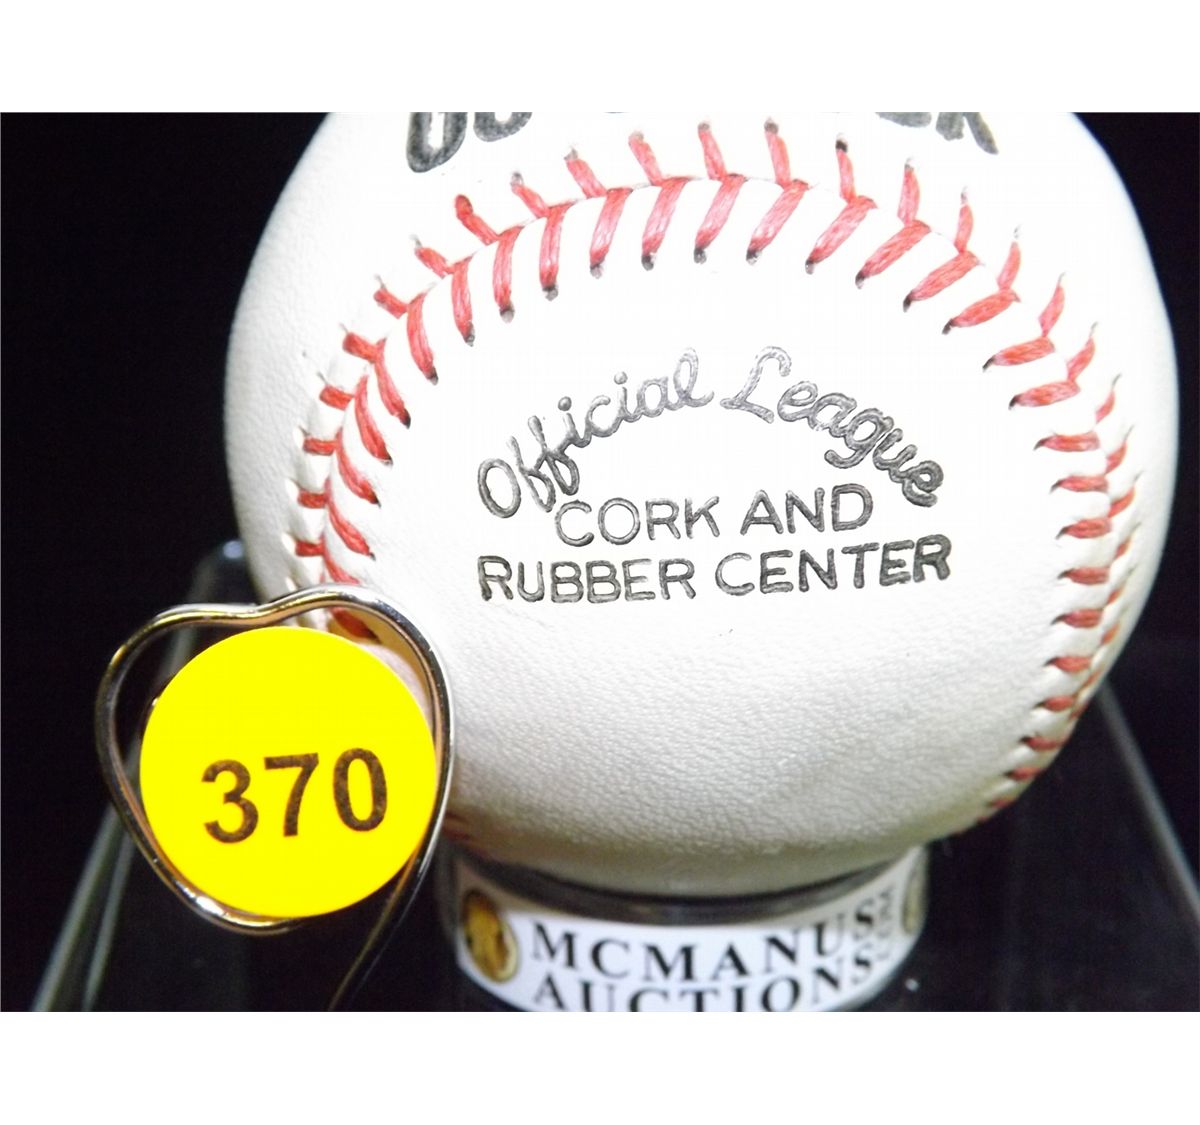 Official League
CORK AND
RUBBER CENTER
370
MCMANUS
AUCTIONS